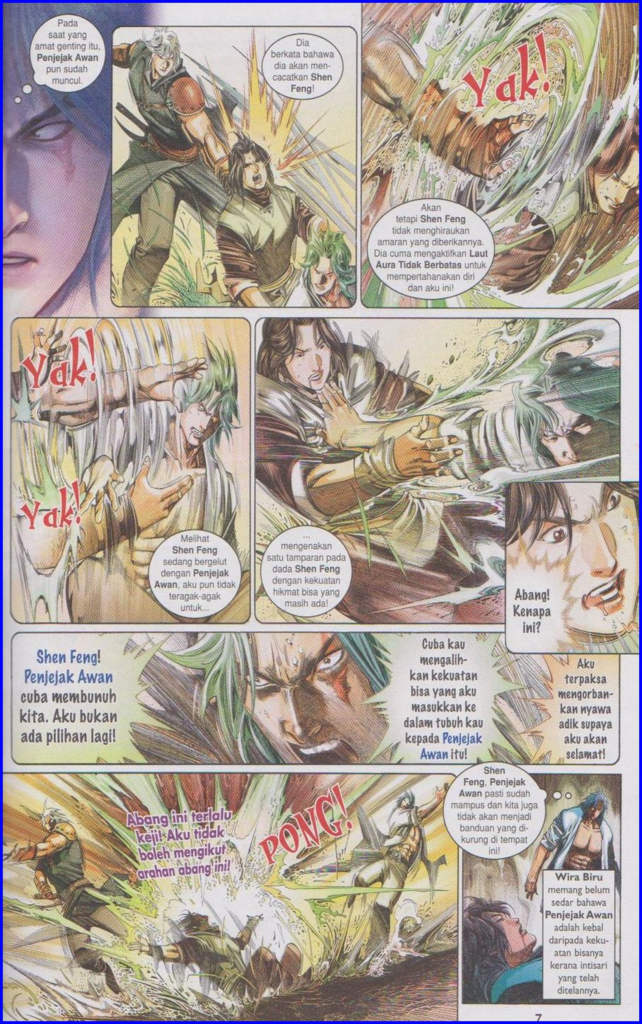 Pada
saat yang
amat genting itu,
Penjejak Awan
pun sudah
muncul.
Dia
berkata bahawa
dia akan men-
cacatkan Shen
Feng!
Yak!
Akan
tetapi Shen Feng
tidak menghiraukan
amaran yang diberikannya.
Dia cuma mengaktifkan Laut
Aura Tidak Berbatas untuk
mempertahanakan diri
dan aku ini!
Yak!
Yak!
Melihat
Shen Feng
sedang bergelut
dengan Penjejak
Awan, aku pun tidak
teragak-agak
untuk...
...
mengenakan
satu tamparan pada
dada Shen Feng
dengan kekuatan
hikmat bisa yang
masih ada!
Abang!
Kenapa
ini?
Shen Feng!
Penjejak Awan
cuba membunuh
kita. Aku bukan
ada pilihan lagi!
Cuba kau
mengalih-
kan kekuatan
bisa yang aku
masukkan ke
dalam tubuh kau
kepada Penjejak
Awan itu!
Aku
terpaksa
mengorban-
kan nyawa
adik supaya
aku akan
selamat!
Abang ini terlalu
keji! Aku tidak
boleh mengikut
arahan abang ini!
PONG!
Shen
Feng, Penjejak
Awan pasti sudah
mampus dan kita juga
tidak akan menjadi
banduan yang di-
kurung di tempat
ini!
Wira Biru
memang belum
sedar bahawa
Penjejak Awan
adalah kebal
daripada keku-
atan bisanya
kerana intisari
yang telah
ditelannya.
7